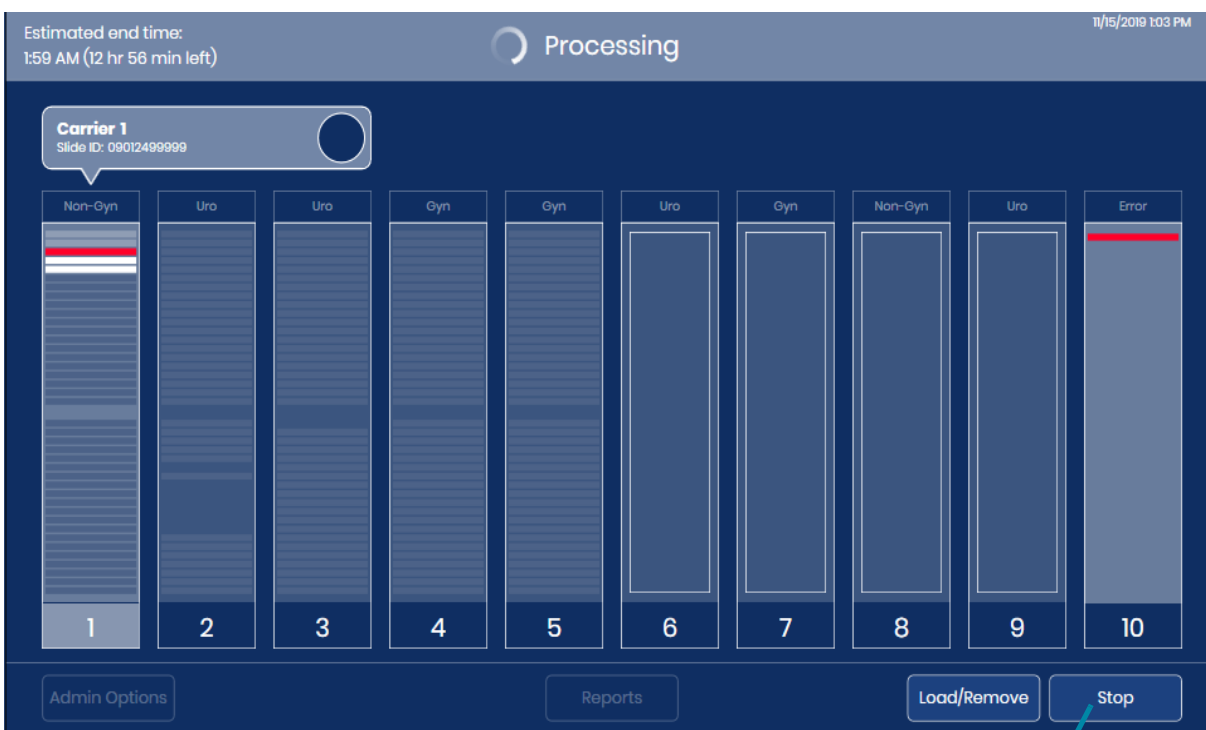 Estimated end time:
1:59 AM (12 hr 56 min left)
Processing
11/15/2019 1:03 PM
Carrier 1
Slide ID: 09012499999
Non-Gyn
Uro
Uro
Gyn
Gyn
Uro
Gyn
Non-Gyn
Uro
Error
1
2
3
4
5
6
7
8
9
10
Admin Options
Reports
Load/Remove
Stop